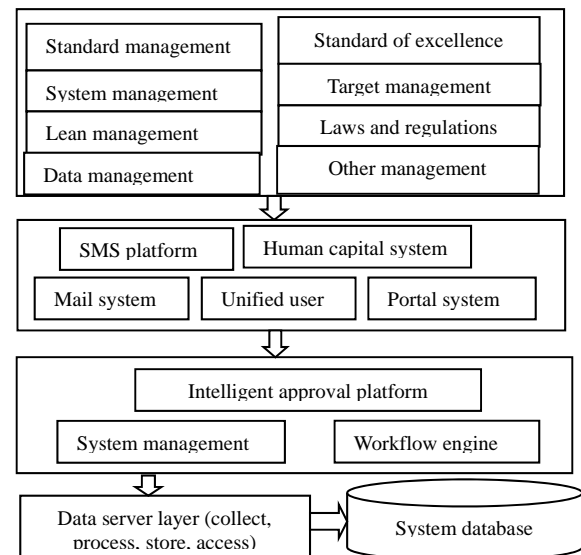 Standard management
Standard of excellence
System management
Target management
Lean management
Laws and regulations
Data management
Other management
SMS platform
Human capital system
Mail system
Unified user
Portal system
Intelligent approval platform
System management
Workflow engine
Data server layer (collect,
process, store, access)
System database